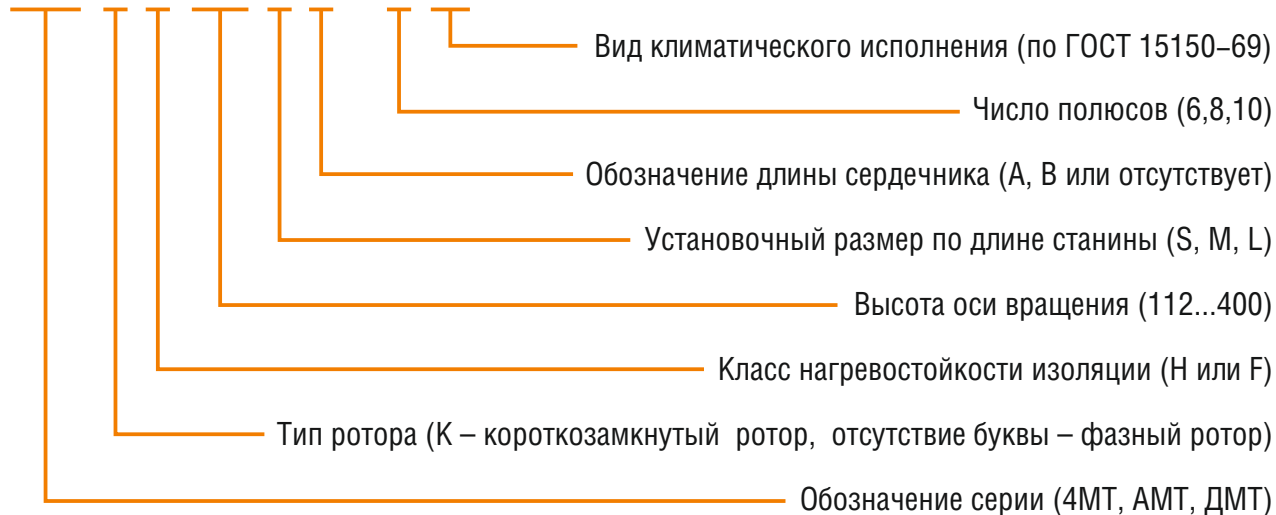 Вид климатического исполнения (по ГОСТ 15150–69)
Число полюсов (6,8,10)
Обозначение длины сердечника (А, В или отсутствует)
Установочный размер по длине станины (S, M, L)
Высота оси вращения (112...400)
Класс нагревостойкости изоляции (Н или F)
Тип ротора (К – короткозамкнутый ротор, отсутствие буквы – фазный ротор)
Обозначение серии (4МТ, АМТ, ДМТ)